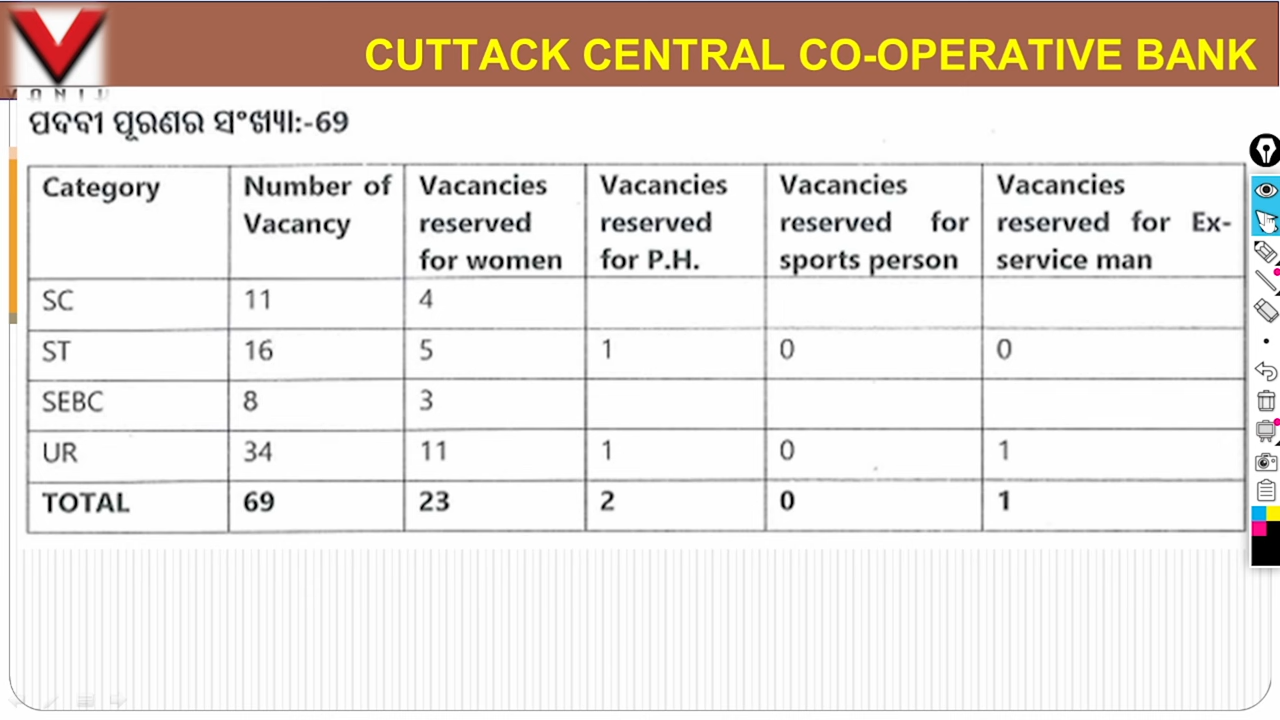 CUTTACK CENTRAL CO-OPERATIVE BANK
VANIJ
ପଦବୀ ପୂରଣର ସଂଖ୍ୟା:-69
Category | Number of Vacancy | Vacancies reserved for women | Vacancies reserved for P.H. | Vacancies reserved for sports person | Vacancies reserved for Ex-service man
SC | 11 | 4
ST | 16 | 5 | 1 | 0 | 0
SEBC | 8 | 3
UR | 34 | 11 | 1 | 0 | 1
TOTAL | 69 | 23 | 2 | 0 | 1